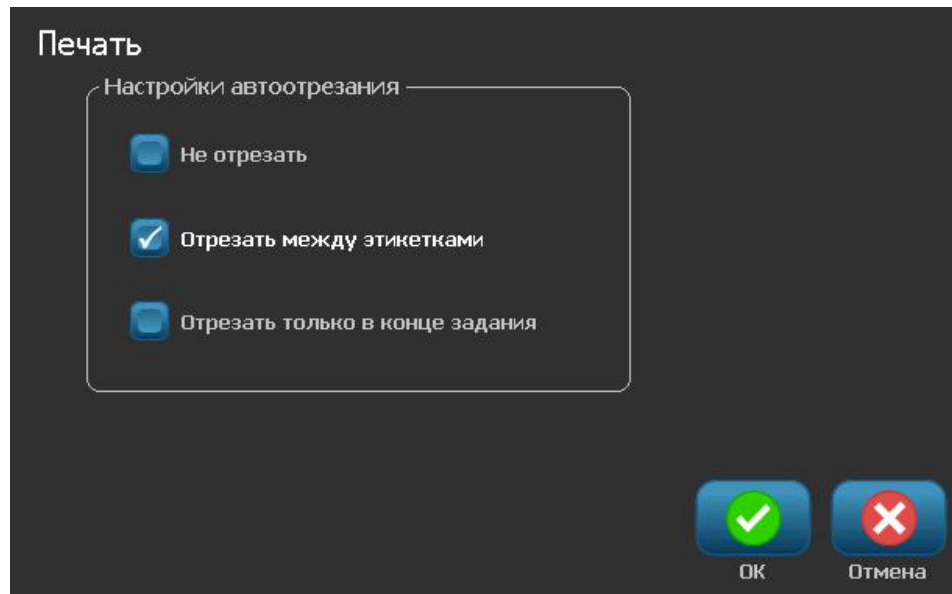 Печать
Настройки автоотрезания
Не отрезать
Отрезать между этикетками
Отрезать только в конце задания
OK
Отмена